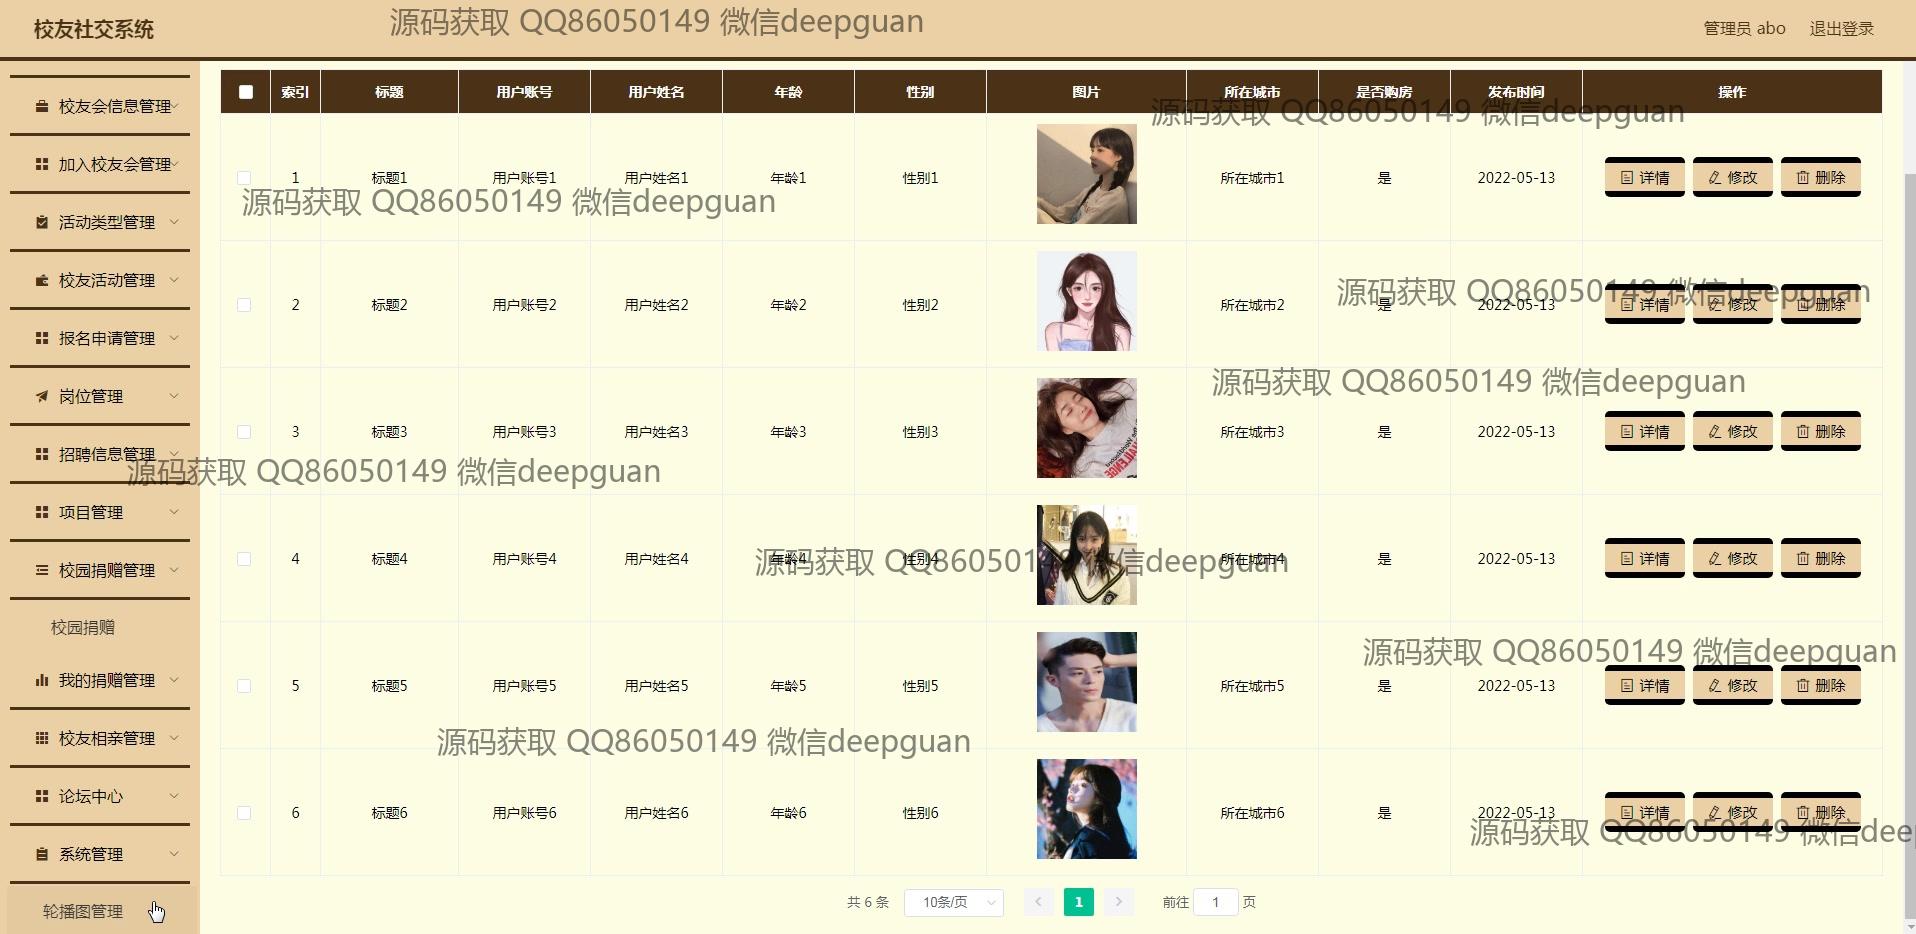 校友社交系统
源码获取 QQ86050149 微信deepguan
管理员 abo
退出登录
校友会信息管理
加入校友会管理
活动类型管理
校友活动管理
报名申请管理
岗位管理
招聘信息管理
项目管理
校园捐赠管理
校园捐赠
我的捐赠管理
校友相亲管理
论坛中心
系统管理
轮播图管理
索引 标题 用户账号 用户姓名 年龄 性别 图片 所在城市 是否购房 发布时间 操作
源码获取 QQ86050149 微信deepguan
1 标题1 用户账号1 用户姓名1 年龄1 性别1 所在城市1 是 2022-05-13 详情 修改 删除
源码获取 QQ86050149 微信deepguan
源码获取 QQ86050149 微信deepguan
2 标题2 用户账号2 用户姓名2 年龄2 性别2 所在城市2 是 2022-05-13 详情 修改 删除
源码获取 QQ86050149 微信deepguan
3 标题3 用户账号3 用户姓名3 年龄3 性别3 所在城市3 是 2022-05-13 详情 修改 删除
源码获取 QQ86050149 微信deepguan
4 标题4 用户账号4 用户姓名4 年龄4 性别4 所在城市4 是 2022-05-13 详情 修改 删除
源码获取 QQ86050149 微信deepguan
源码获取 QQ86050149 微信deepguan
5 标题5 用户账号5 用户姓名5 年龄5 性别5 所在城市5 是 2022-05-13 详情 修改 删除
源码获取 QQ86050149 微信deepguan
6 标题6 用户账号6 用户姓名6 年龄6 性别6 所在城市6 是 2022-05-13 详情 修改 删除
源码获取 QQ86050149 微信deep
共 6 条 10条/页 1 前往 1 页